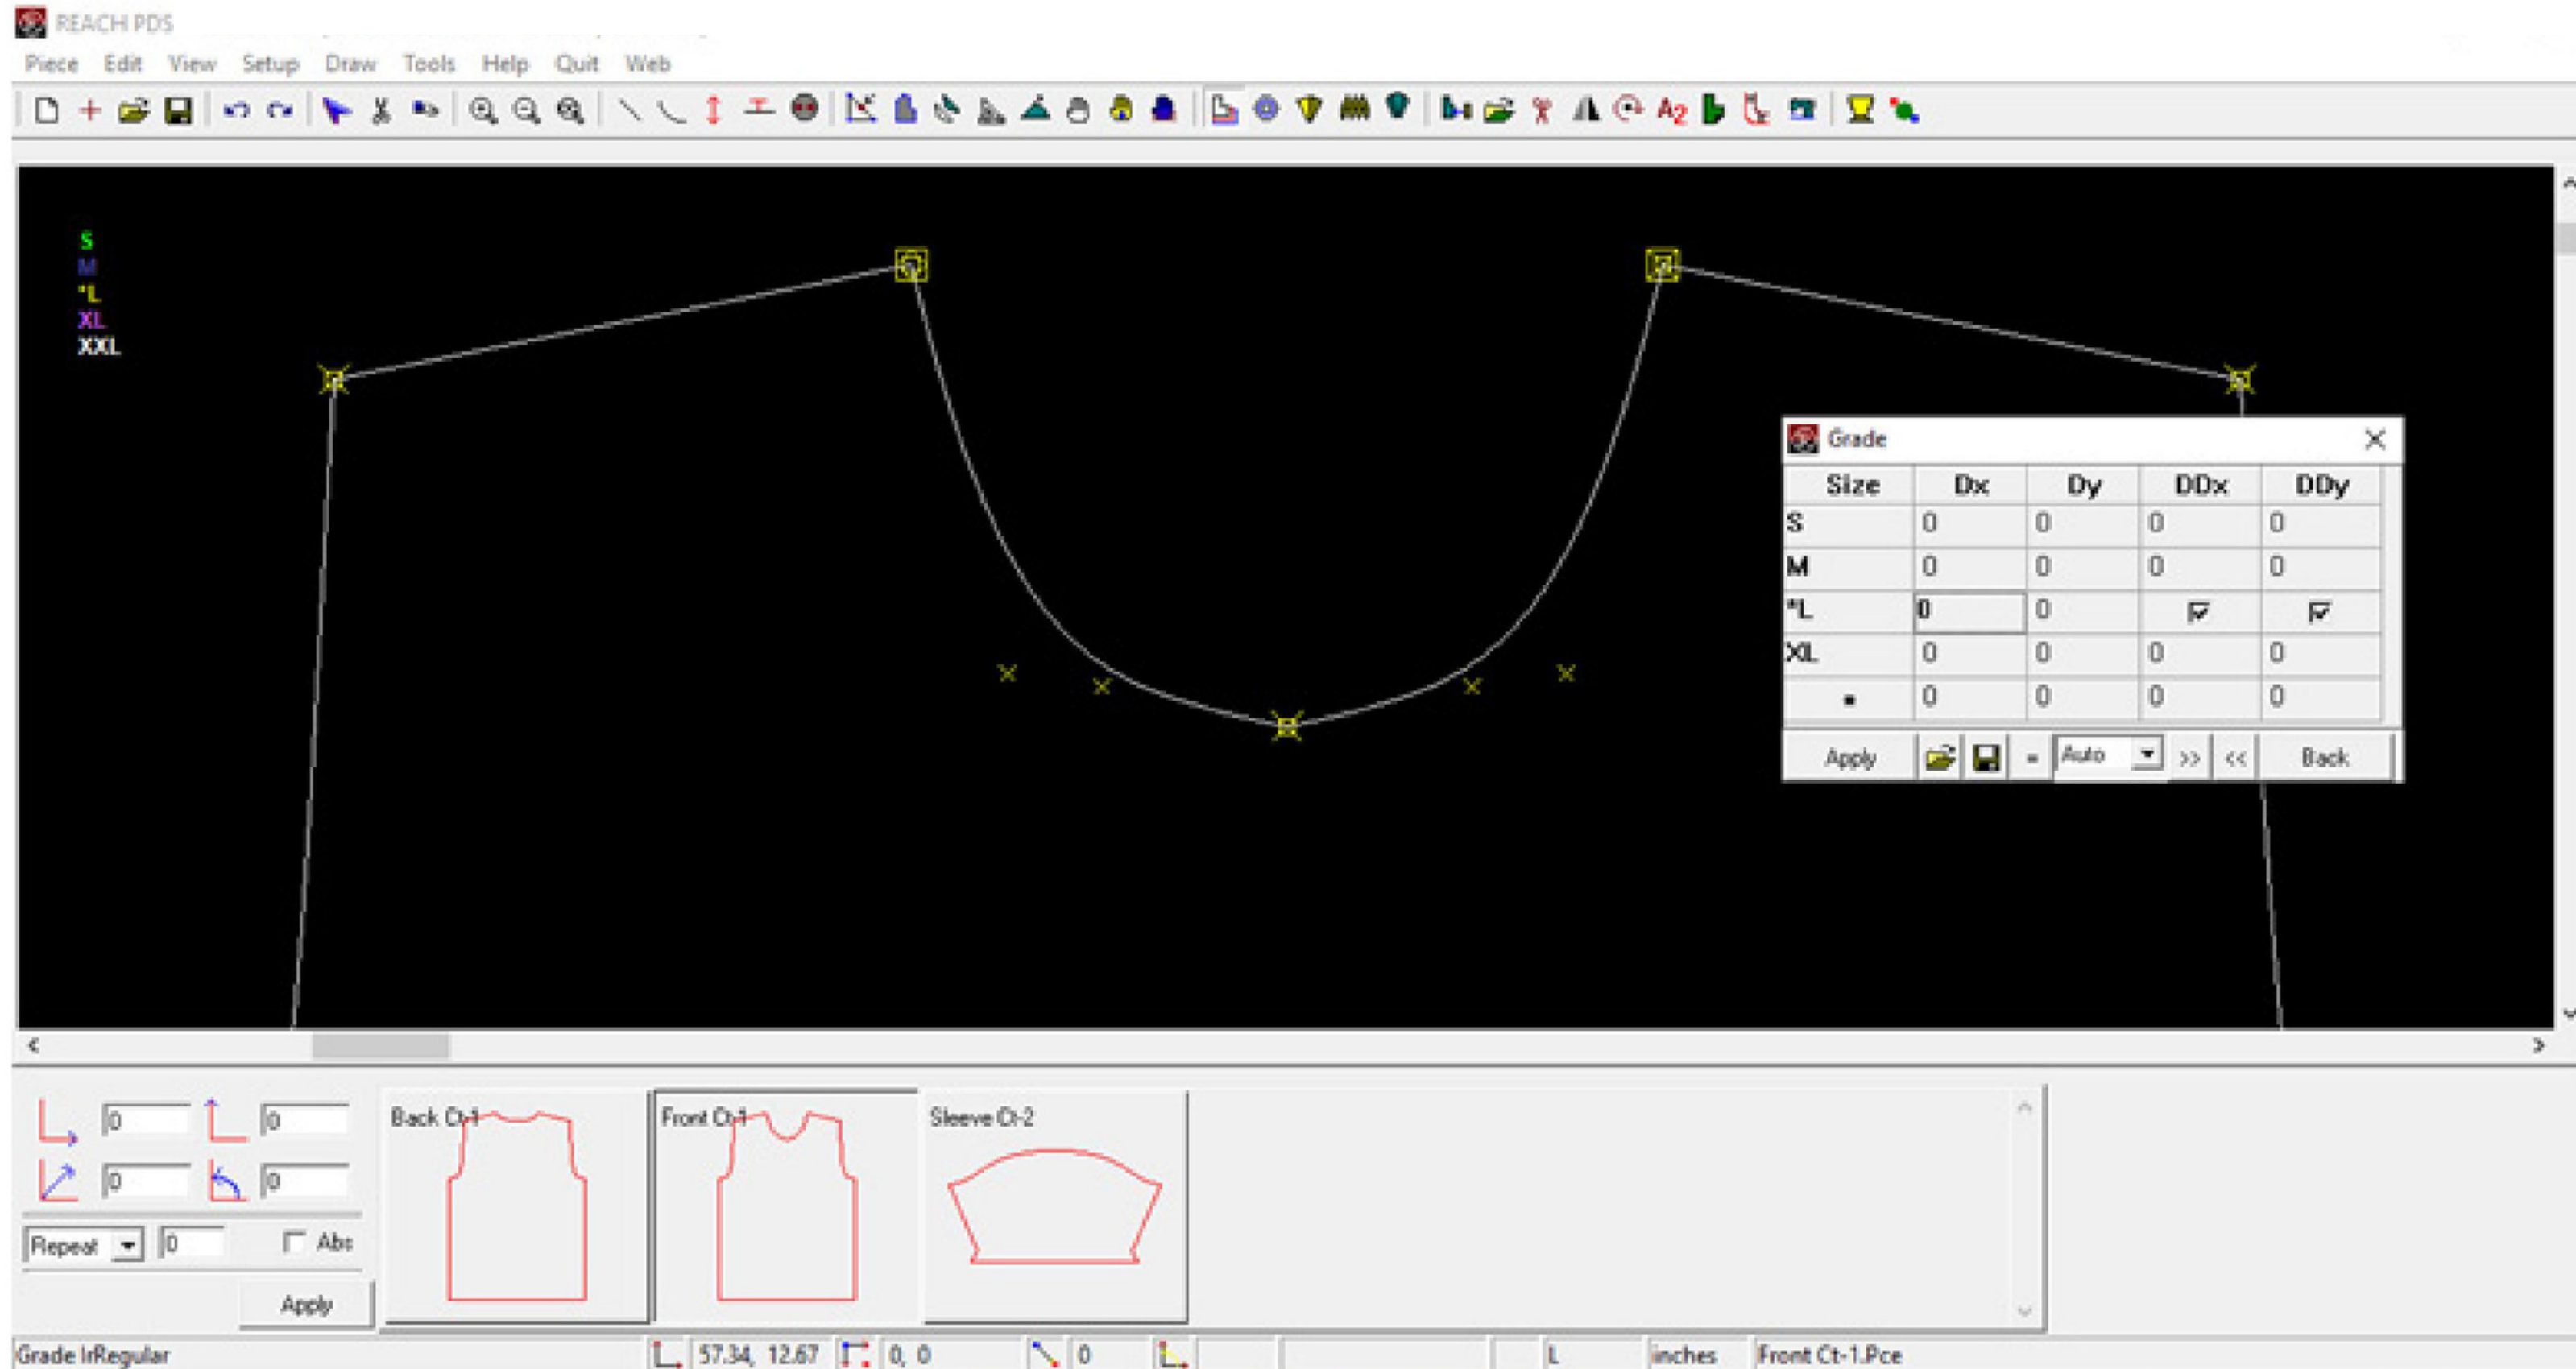 REACH PDS
Piece Edit View Setup Draw Tools Help Quit Web
S
M
*L
XL
XXL
Grade
Size Dx Dy DDx DDy
S 0 0 0 0
M 0 0 0 0
*L 0 0
XL 0 0 0 0
0 0 0 0
Apply = Auto >> << Back
Back Ct-1 Front Ct-1 Sleeve Ct-2
0 0
0 0
Repeat 0 Abs
Apply
Grade IrRegular 57.34, 12.67 0, 0 0 L inches Front Ct-1.Pce